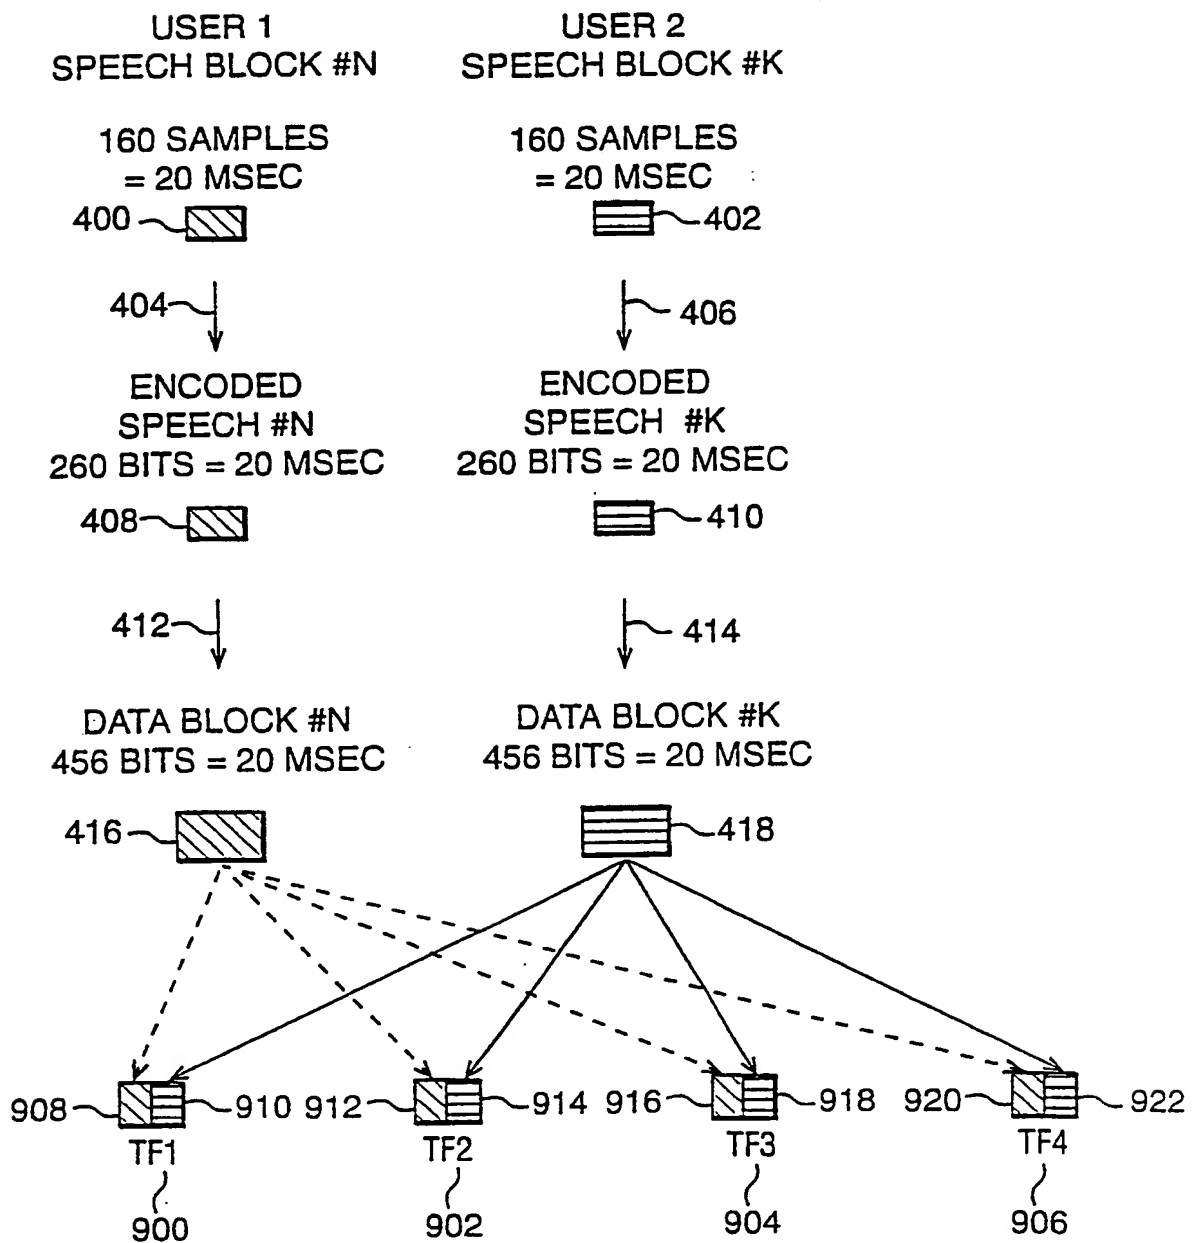 USER 1
SPEECH BLOCK #N
USER 2
SPEECH BLOCK #K
160 SAMPLES
= 20 MSEC
160 SAMPLES
= 20 MSEC
400
402
404
406
ENCODED
SPEECH #N
260 BITS = 20 MSEC
ENCODED
SPEECH #K
260 BITS = 20 MSEC
408
410
412
414
DATA BLOCK #N
456 BITS = 20 MSEC
DATA BLOCK #K
456 BITS = 20 MSEC
416
418
908
910
912
914
916
918
920
922
TF1
TF2
TF3
TF4
900
902
904
906